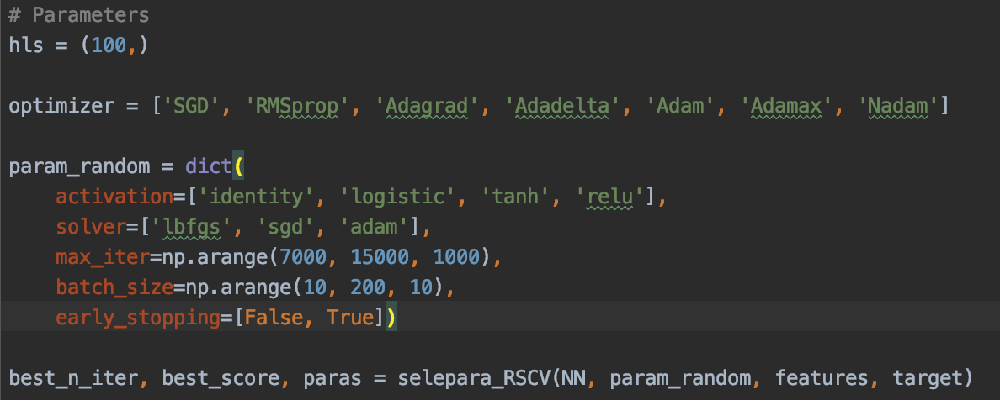 # Parameters
hls = (100,)
optimizer = ['SGD', 'RMSprop', 'Adagrad', 'Adadelta', 'Adam', 'Adamax', 'Nadam']
param_random = dict(
    activation=['identity', 'logistic', 'tanh', 'relu'],
    solver=['lbfgs', 'sgd', 'adam'],
    max_iter=np.arange(7000, 15000, 1000),
    batch_size=np.arange(10, 200, 10),
    early_stopping=[False, True])
best_n_iter, best_score, paras = selepara_RSCV(NN, param_random, features, target)